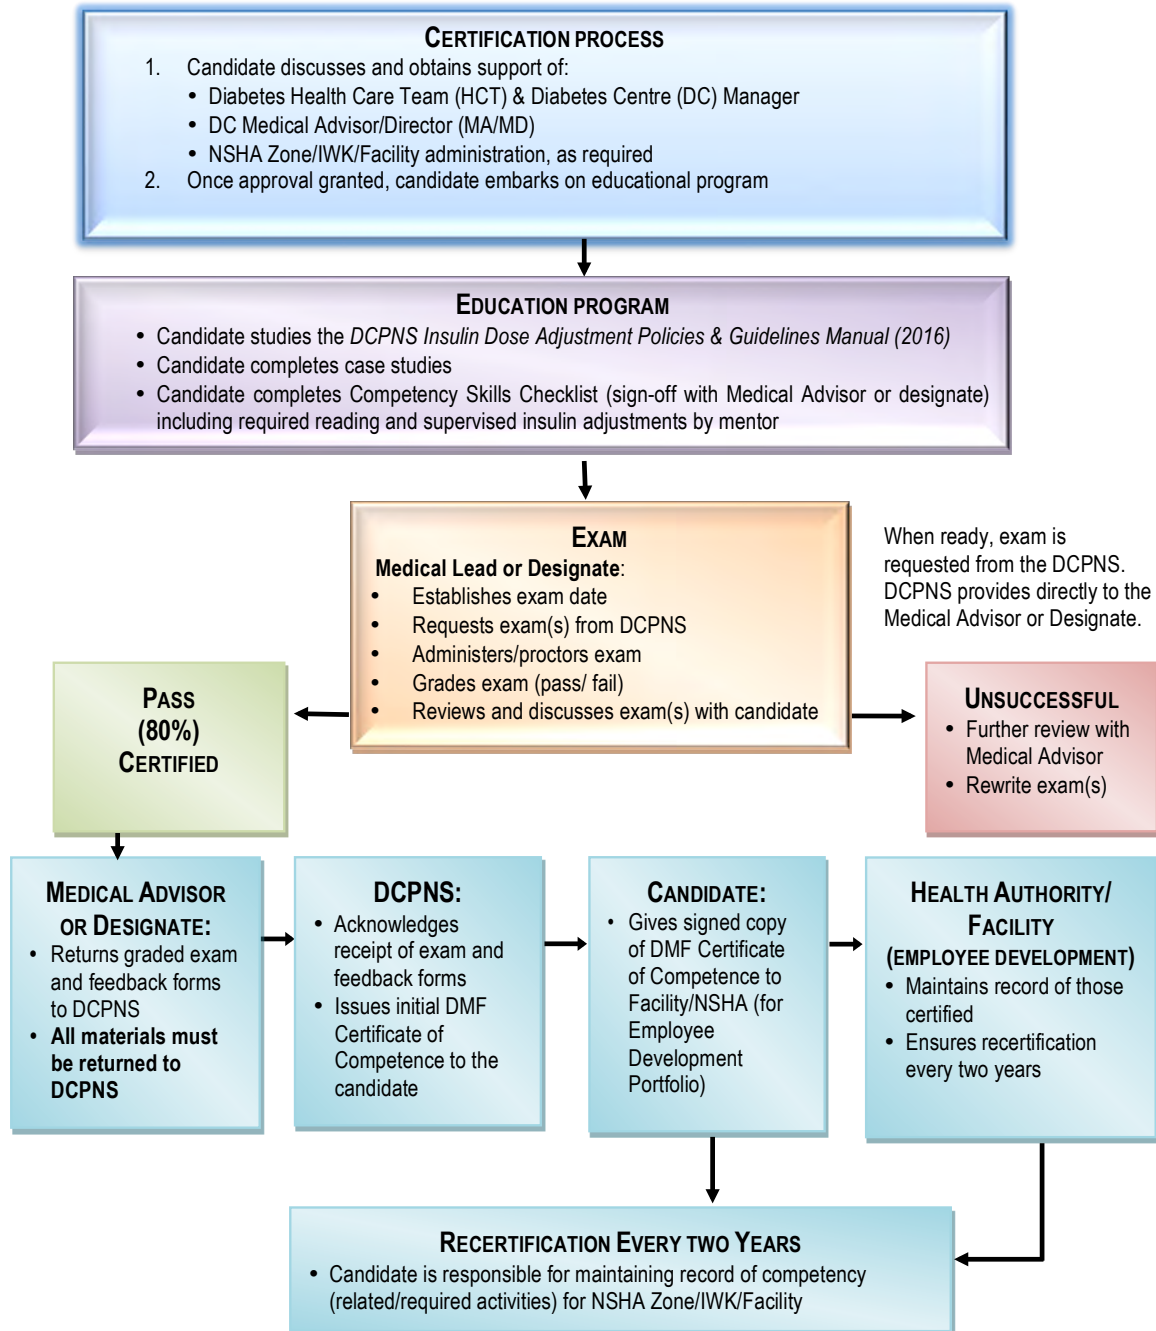 CERTIFICATION PROCESS
1. Candidate discusses and obtains support of:
• Diabetes Health Care Team (HCT) & Diabetes Centre (DC) Manager
• DC Medical Advisor/Director (MA/MD)
• NSHA Zone/IWK/Facility administration, as required
2. Once approval granted, candidate embarks on educational program
EDUCATION PROGRAM
• Candidate studies the DCPNS Insulin Dose Adjustment Policies & Guidelines Manual (2016)
• Candidate completes case studies
• Candidate completes Competency Skills Checklist (sign-off with Medical Advisor or designate)
including required reading and supervised insulin adjustments by mentor
EXAM
Medical Lead or Designate:
• Establishes exam date
• Requests exam(s) from DCPNS
• Administers/proctors exam
• Grades exam (pass/ fail)
• Reviews and discusses exam(s) with candidate
When ready, exam is
requested from the DCPNS.
DCPNS provides directly to the
Medical Advisor or Designate.
PASS
(80%)
CERTIFIED
UNSUCCESSFUL
• Further review with
Medical Advisor
• Rewrite exam(s)
MEDICAL ADVISOR
OR DESIGNATE:
• Returns graded exam
and feedback forms
to DCPNS
• All materials must
be returned to
DCPNS
DCPNS:
• Acknowledges
receipt of exam and
feedback forms
• Issues initial DMF
Certificate of
Competence to the
candidate
CANDIDATE:
• Gives signed copy
of DMF Certificate
of Competence to
Facility/NSHA (for
Employee
Development
Portfolio)
HEALTH AUTHORITY/
FACILITY
(EMPLOYEE DEVELOPMENT)
• Maintains record of those
certified
• Ensures recertification
every two years
RECERTIFICATION EVERY TWO YEARS
• Candidate is responsible for maintaining record of competency
(related/required activities) for NSHA Zone/IWK/Facility